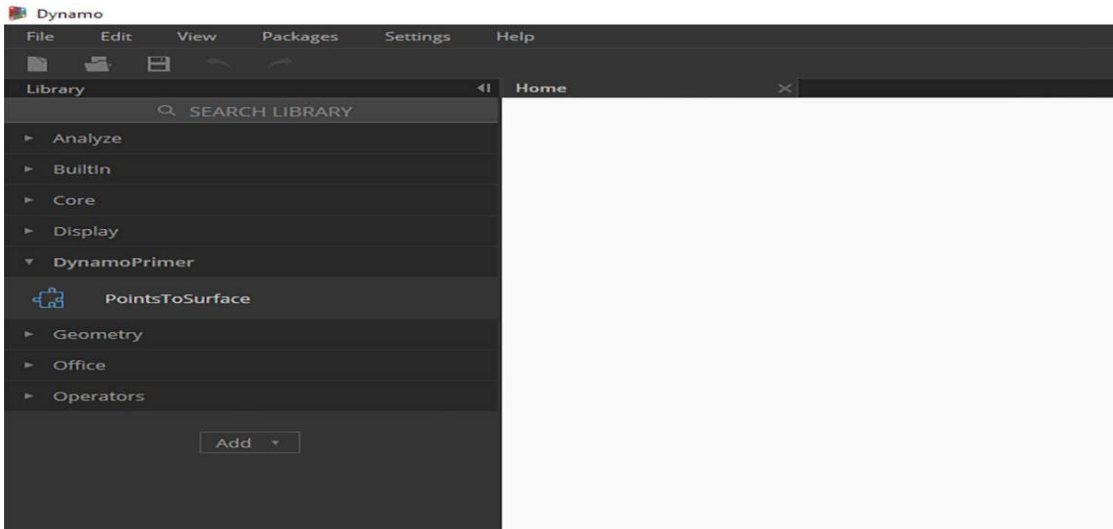 Dynamo
File Edit View Packages Settings Help
Library Home
SEARCH LIBRARY
Analyze
BuiltIn
Core
Display
DynamoPrimer
PointsToSurface
Geometry
Office
Operators
Add